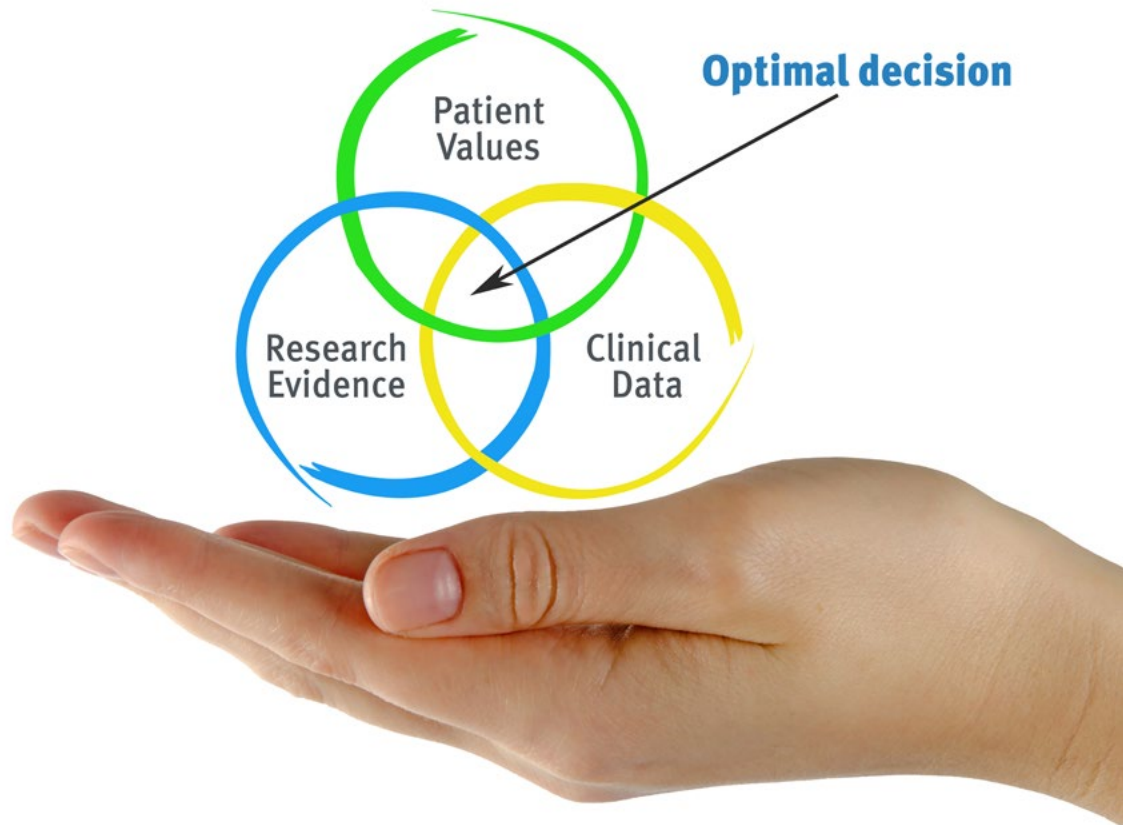 Optimal decision
Patient
Values
Research
Evidence
Clinical
Data